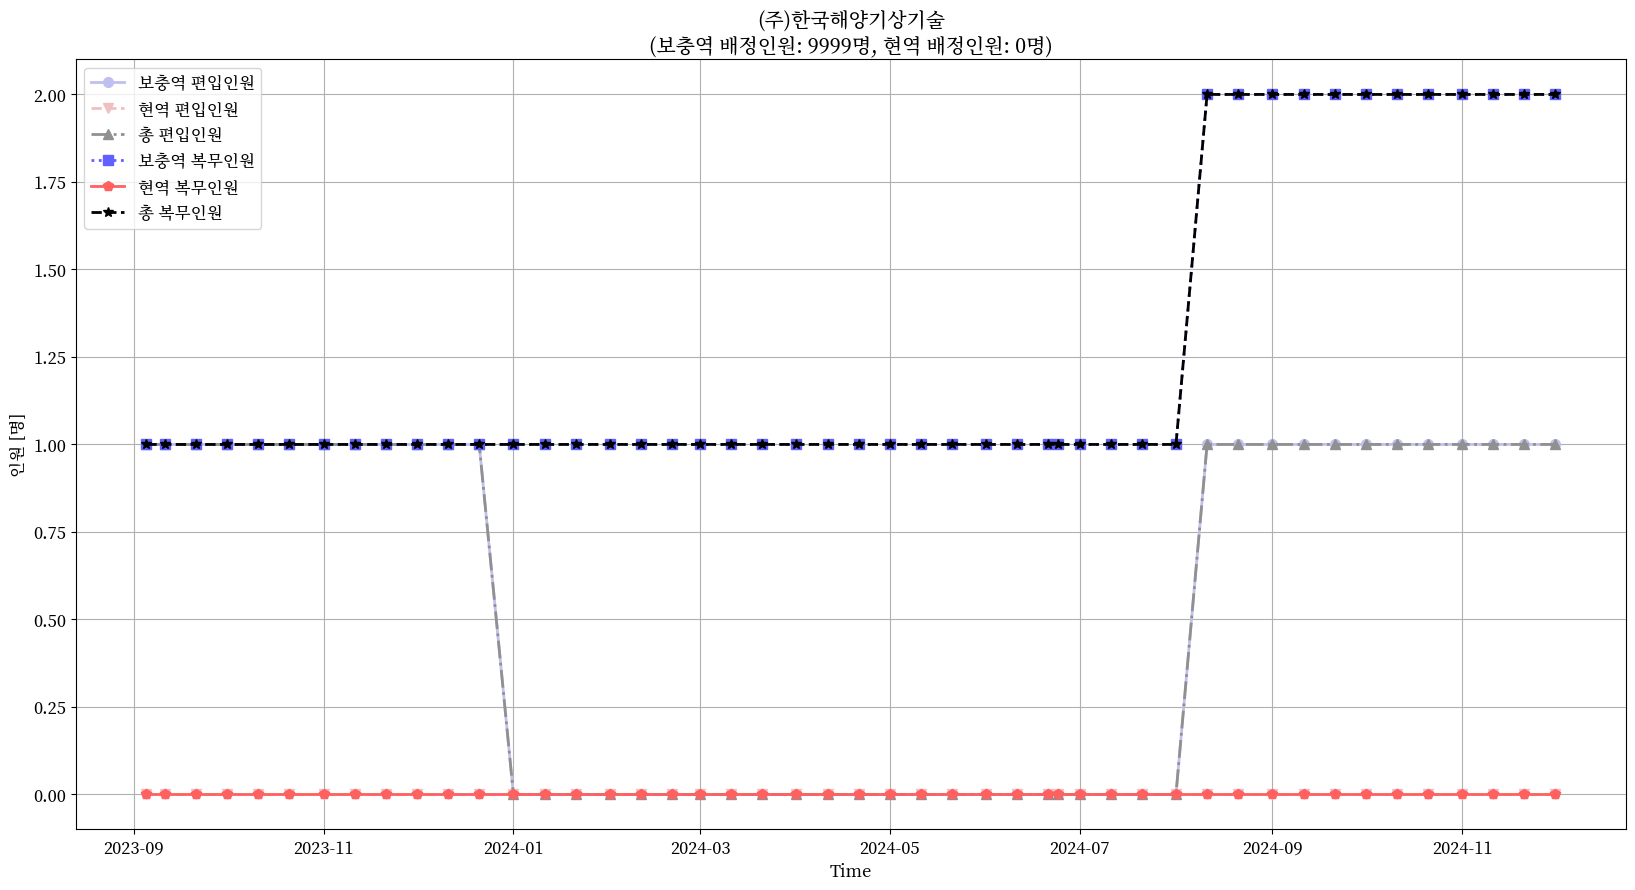 (주)한국해양기상기술
(보충역 배정인원: 9999명, 현역 배정인원: 0명)
보충역 편입인원
현역 편입인원
총 편입인원
보충역 복무인원
현역 복무인원
총 복무인원
2.00
1.75
1.50
1.25
1.00
0.75
0.50
0.25
0.00
인원 [명]
2023-09
2023-11
2024-01
2024-03
2024-05
2024-07
2024-09
2024-11
Time